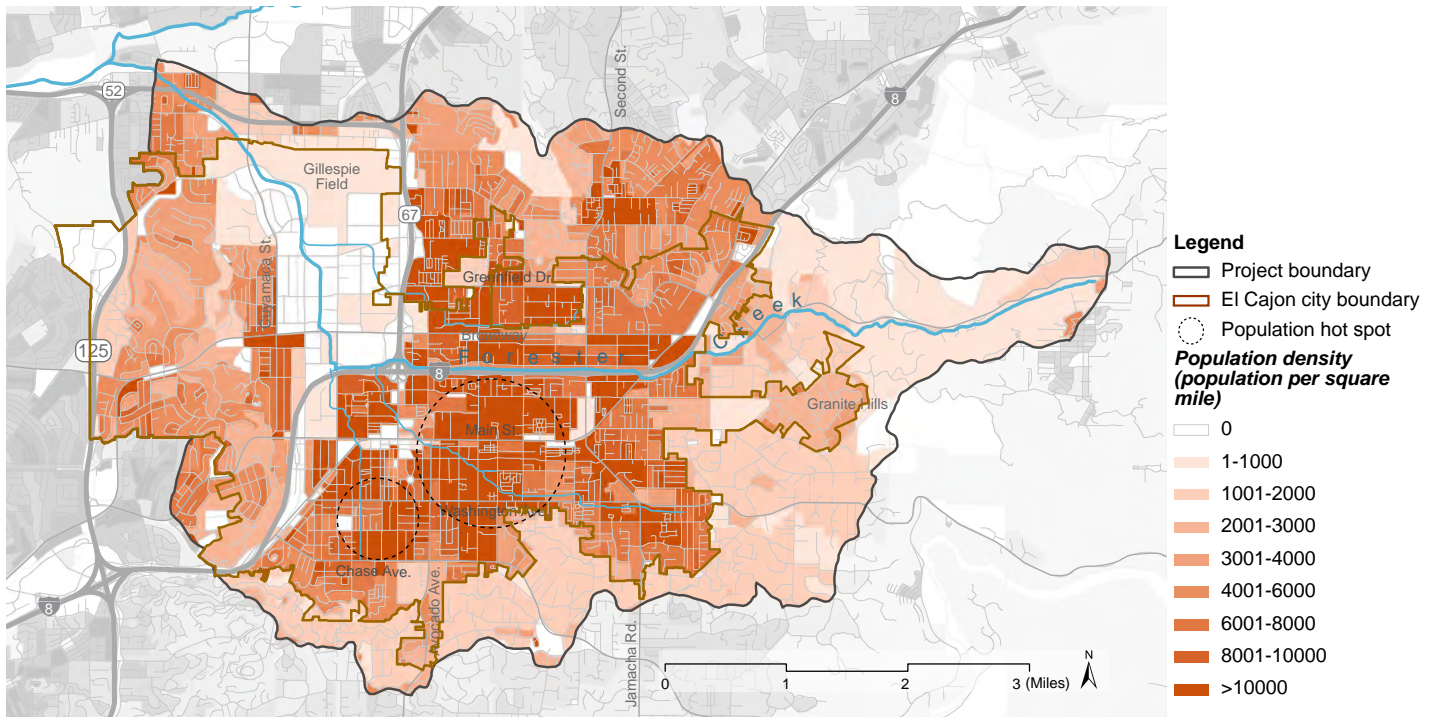 52
Second St.
8
Gillespie
Field
67
Cuyamaca St.
Greenfield Dr.
Creek
Broadway
125
Forester
8
Granite Hills
Main St.
Washington Ave.
Chase Ave.
Avocado Ave.
8
Jamacha Rd.
0 1 2 3 (Miles)
N
Legend
Project boundary
El Cajon city boundary
Population hot spot
Population density
(population per square
mile)
0
1-1000
1001-2000
2001-3000
3001-4000
4001-6000
6001-8000
8001-10000
>10000